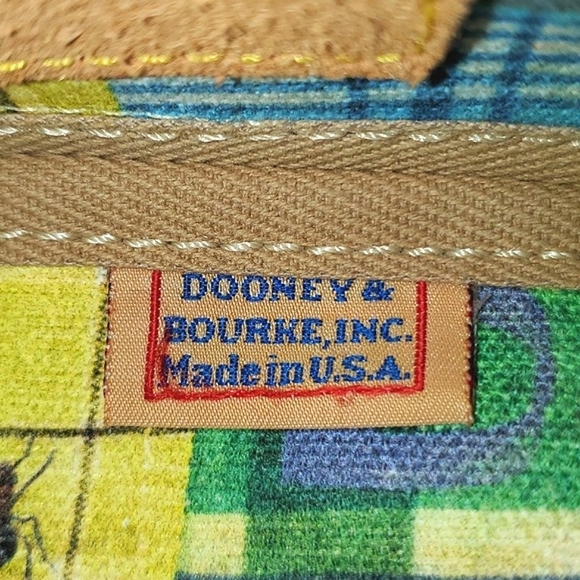 DOONEY &
BOURKE, INC.
Made in U.S.A.